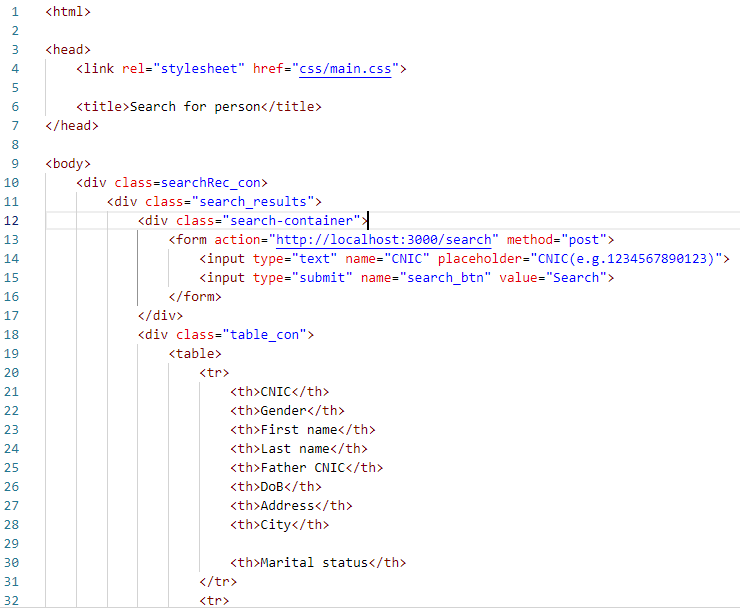 1 <html>
2
3 <head>
4     <link rel="stylesheet" href="css/main.css">
5
6     <title>Search for person</title>
7 </head>
8
9 <body>
10     <div class=searchRec_con>
11         <div class="search_results">
12             <div class="search-container">
13                 <form action="http://localhost:3000/search" method="post">
14                     <input type="text" name="CNIC" placeholder="CNIC(e.g.1234567890123)">
15                     <input type="submit" name="search_btn" value="Search">
16                 </form>
17             </div>
18             <div class="table_con">
19                 <table>
20                     <tr>
21                         <th>CNIC</th>
22                         <th>Gender</th>
23                         <th>First name</th>
24                         <th>Last name</th>
25                         <th>Father CNIC</th>
26                         <th>DoB</th>
27                         <th>Address</th>
28                         <th>City</th>
29
30                         <th>Marital status</th>
31                     </tr>
32                     <tr>